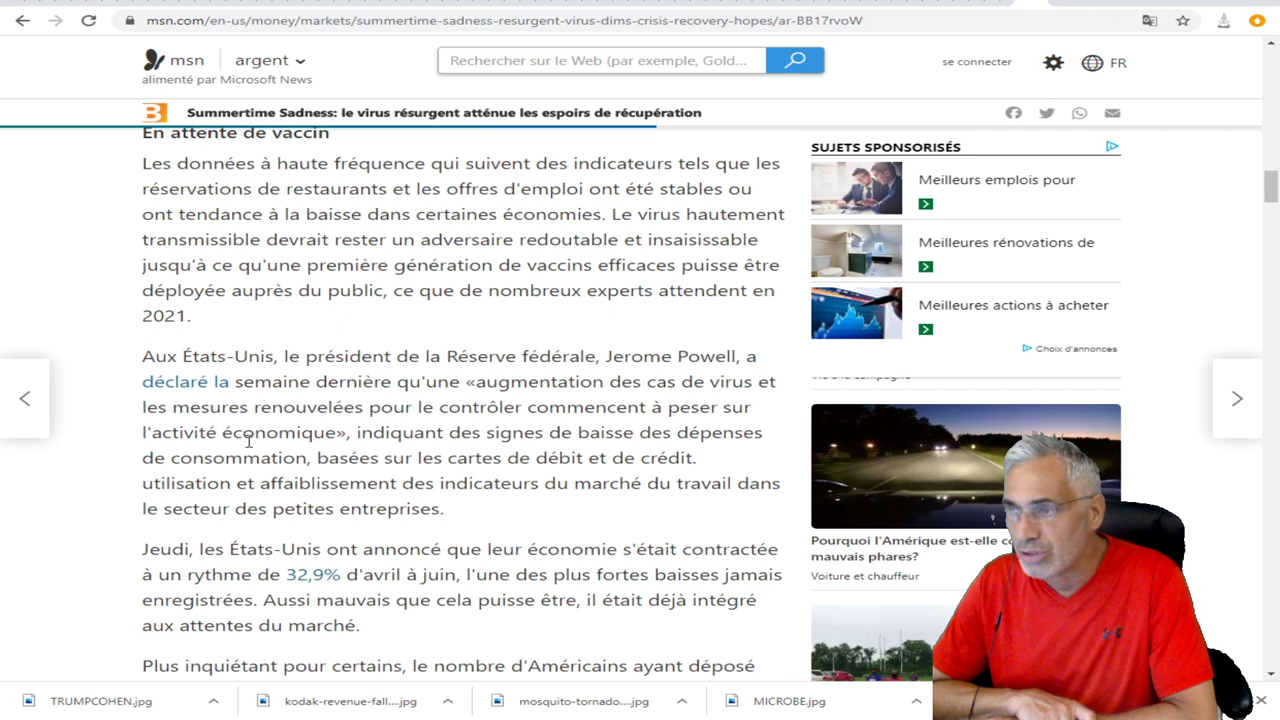 msn.com/en-us/money/markets/summertime-sadness-resurgent-virus-dims-crisis-recovery-hopes/ar-BB17rvoW
msn
argent
alimenté par Microsoft News
Rechercher sur le Web (par exemple, Gold...
se connecter
FR
Summertime Sadness: le virus résurgent atténue les espoirs de récupération
En attente de vaccin
Les données à haute fréquence qui suivent des indicateurs tels que les
réservations de restaurants et les offres d'emploi ont été stables ou
ont tendance à la baisse dans certaines économies. Le virus hautement
transmissible devrait rester un adversaire redoutable et insaisissable
jusqu'à ce qu'une première génération de vaccins efficaces puisse être
déployée auprès du public, ce que de nombreux experts attendent en
2021.
Aux États-Unis, le président de la Réserve fédérale, Jerome Powell, a
déclaré la semaine dernière qu'une «augmentation des cas de virus et
les mesures renouvelées pour le contrôler commencent à peser sur
l'activité économique», indiquant des signes de baisse des dépenses
de consommation, basées sur les cartes de débit et de crédit.
utilisation et affaiblissement des indicateurs du marché du travail dans
le secteur des petites entreprises.
Jeudi, les États-Unis ont annoncé que leur économie s'était contractée
à un rythme de 32,9% d'avril à juin, l'une des plus fortes baisses jamais
enregistrées. Aussi mauvais que cela puisse être, il était déjà intégré
aux attentes du marché.
Plus inquiétant pour certains, le nombre d'Américains ayant déposé
SUJETS SPONSORISÉS
Meilleurs emplois pour
Meilleures rénovations de
Meilleures actions à acheter
Choix d'annonces
Pourquoi l'Amérique est-elle
mauvais phares?
Voiture et chauffeur
TRUMPCOHEN.jpg
kodak-revenue-fall....jpg
mosquito-tornado....jpg
MICROBE.jpg